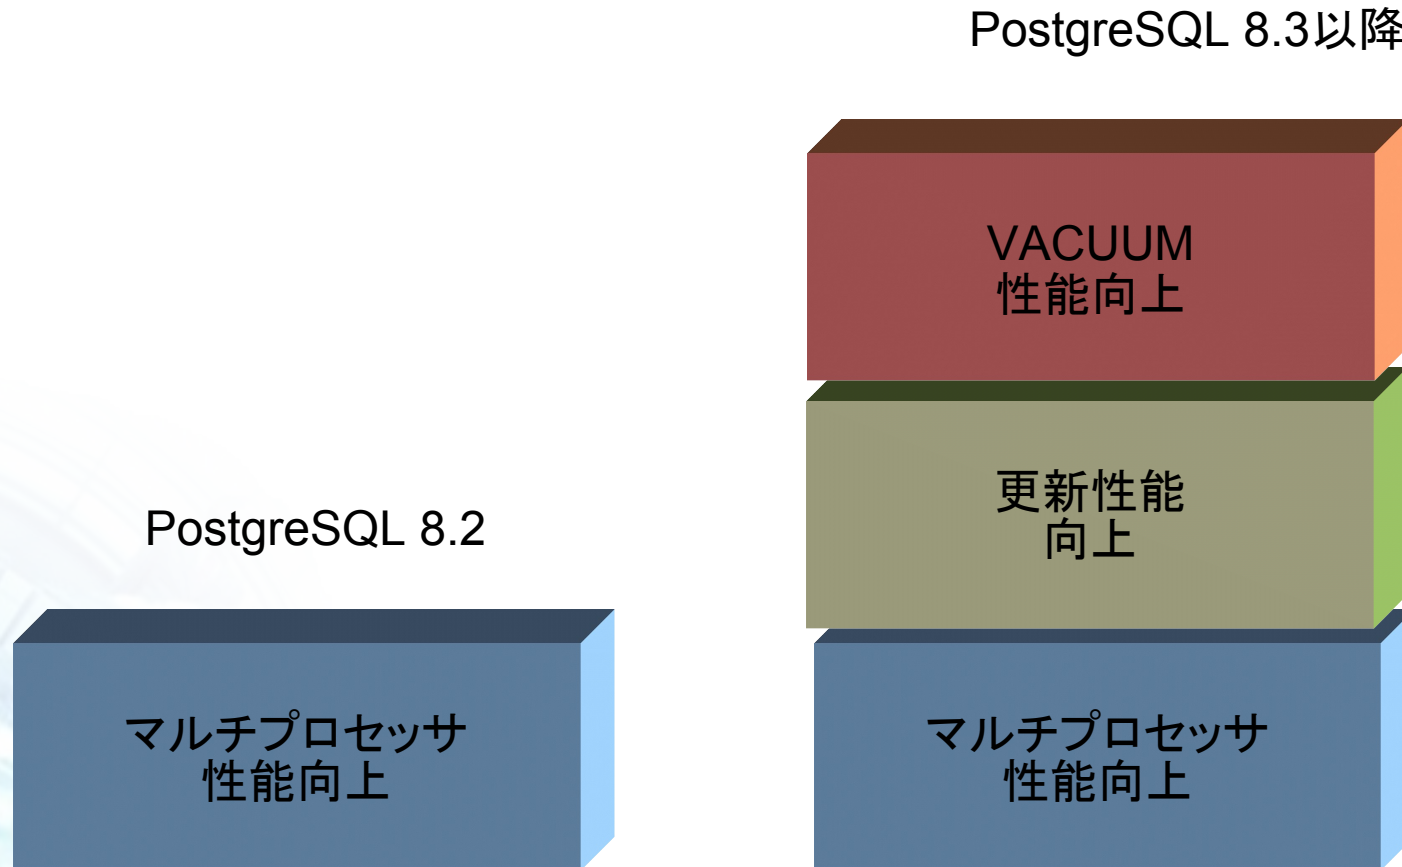 PostgreSQL 8.3以降
VACUUM
性能向上
更新性能
向上
PostgreSQL 8.2
マルチプロセッサ
性能向上
マルチプロセッサ
性能向上